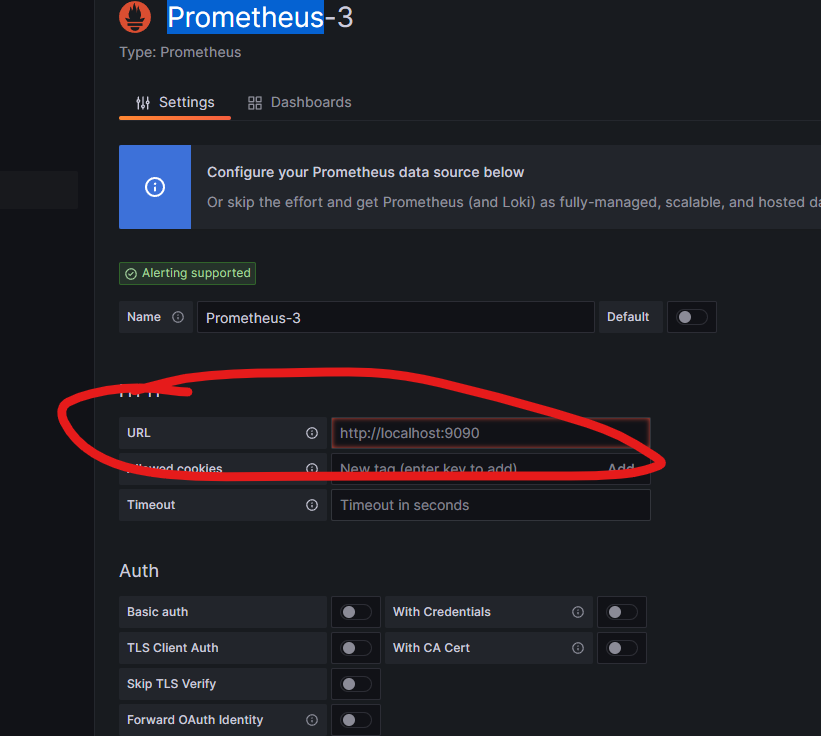 Prometheus-3
Type: Prometheus
Settings Dashboards
Configure your Prometheus data source below
Or skip the effort and get Prometheus (and Loki) as fully-managed, scalable, and hosted
Alerting supported
Name Prometheus-3 Default
HTTP
URL http://localhost:9090
Allowed cookies New tag (enter key to add) Add
Timeout Timeout in seconds
Auth
Basic auth With Credentials
TLS Client Auth With CA Cert
Skip TLS Verify
Forward OAuth Identity